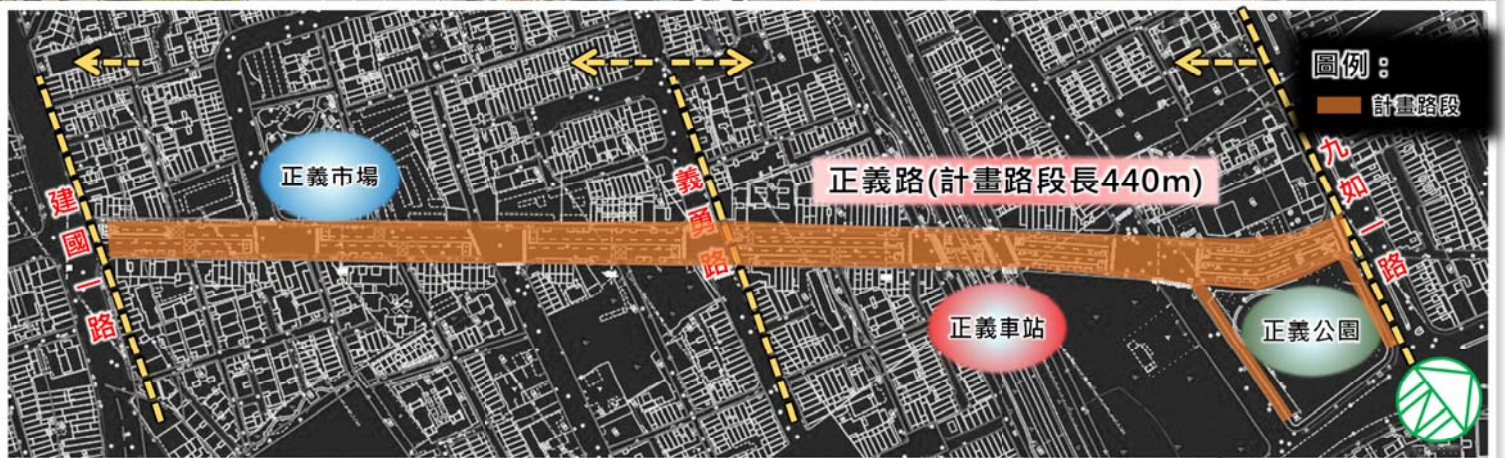 圖例：
計畫路段
正義市場
正義路(計畫路段長440m)
建國一路
義勇路
九如一路
正義車站
正義公園